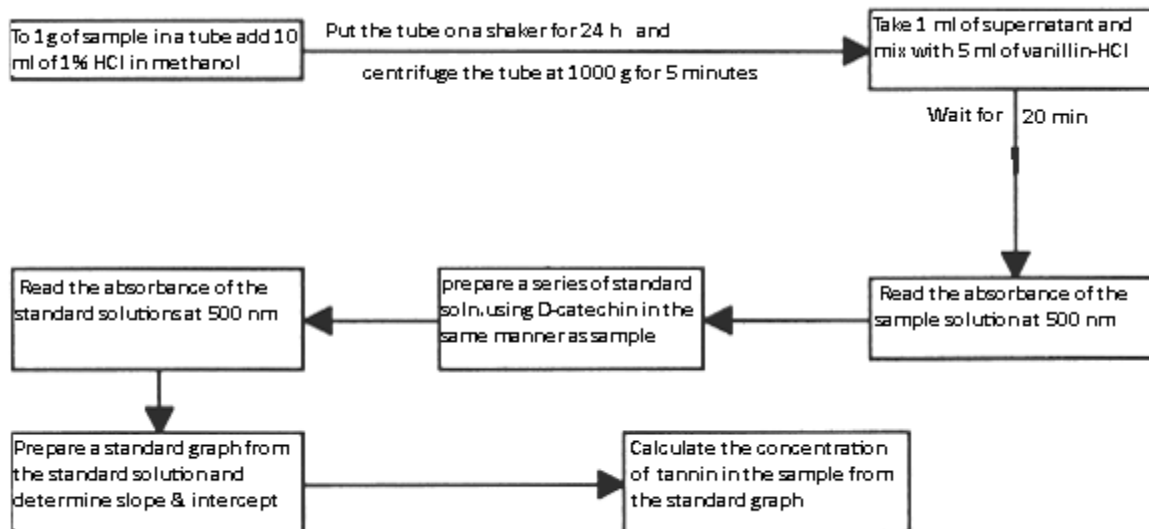 To 1g of sample in a tube add 10
ml of 1% HCl in methanol
Put the tube on a shaker for 24 h and
centrifuge the tube at 1000 g for 5 minutes
Take 1 ml of supernatant and
mix with 5 ml of vanillin-HCl
Wait for 20 min
Read the absorbance of the
sample solution at 500 nm
prepare a series of standard
soln. using D-catechin in the
same manner as sample
Read the absorbance of the
standard solutions at 500 nm
Prepare a standard graph from
the standard solution and
determine slope & intercept
Calculate the concentration
of tannin in the sample from
the standard graph